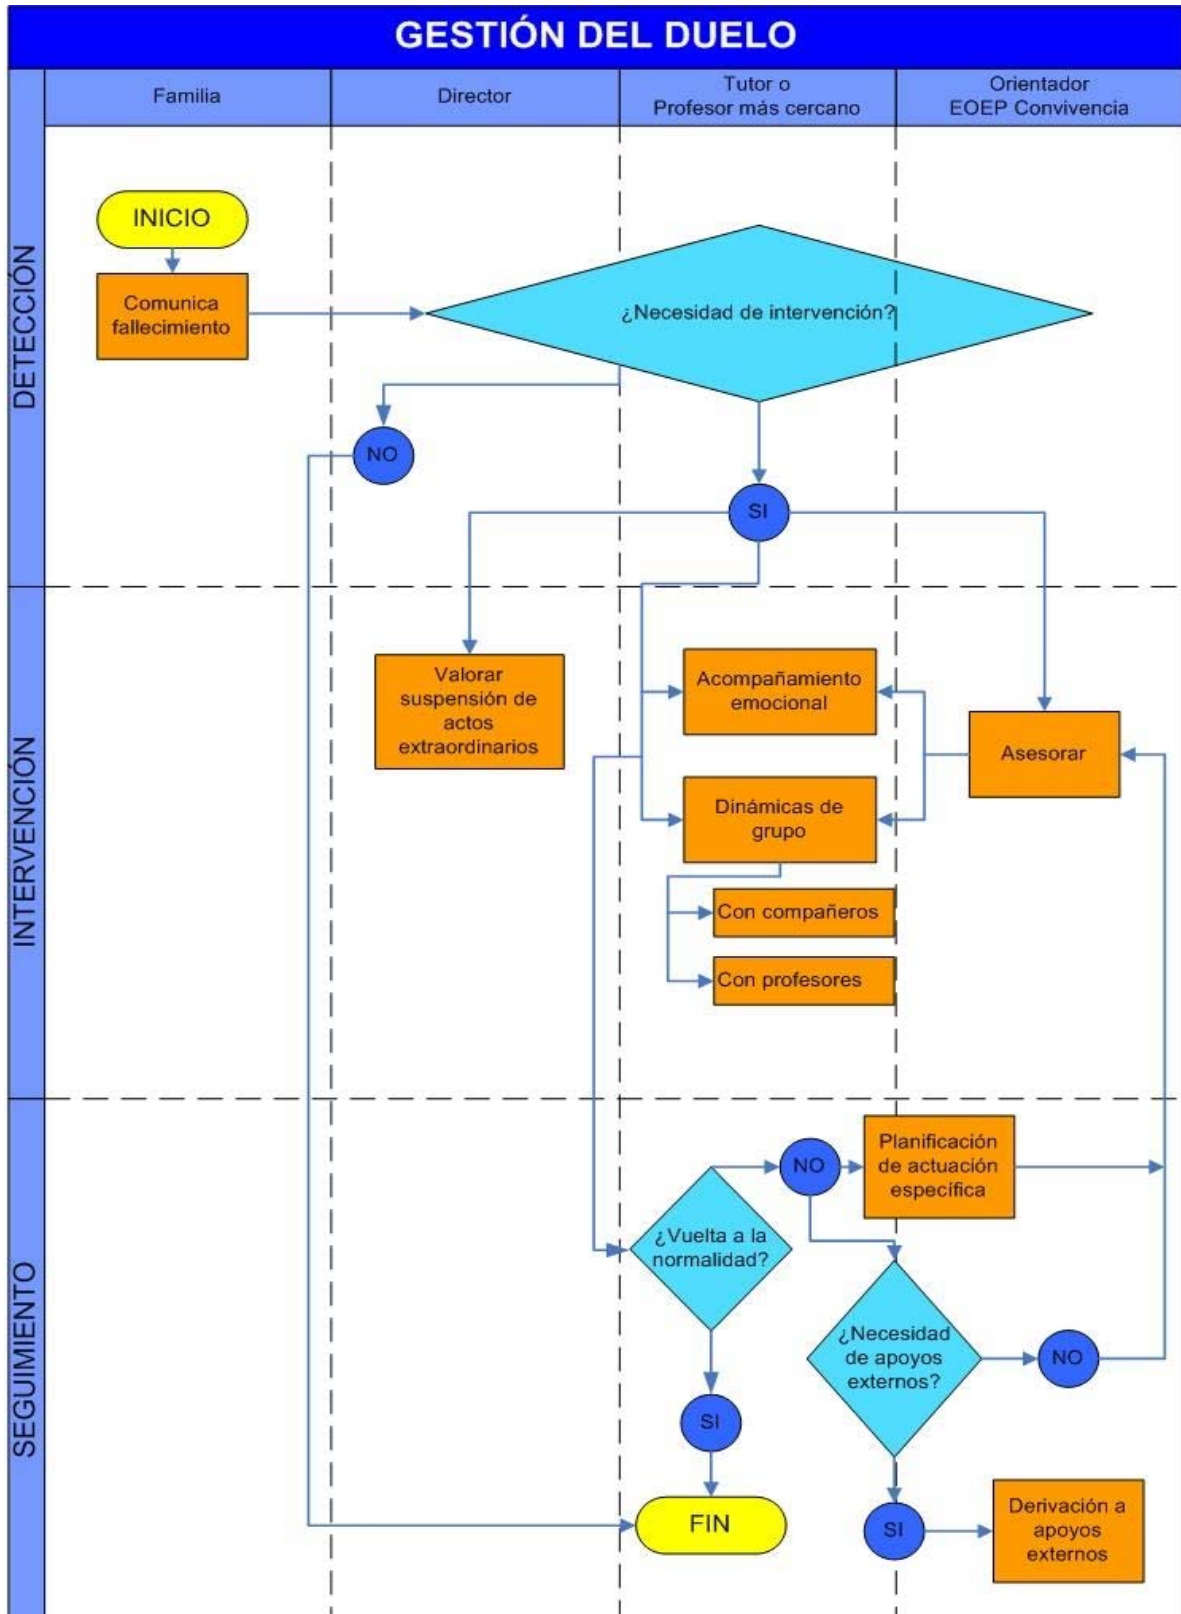 GESTIÓN DEL DUELO
Familia
Director
Tutor o
Profesor más cercano
Orientador
EOEP Convivencia
DETECCIÓN
INICIO
Comunica
fallecimiento
¿Necesidad de intervención?
NO
SI
INTERVENCIÓN
Valorar
suspensión de
actos
extraordinarios
Acompañamiento
emocional
Asesorar
Dinámicas de
grupo
Con compañeros
Con profesores
SEGUIMIENTO
NO
Planificación
de actuación
específica
¿Vuelta a la
normalidad?
¿Necesidad
de apoyos
externos?
NO
SI
FIN
SI
Derivación a
apoyos
externos